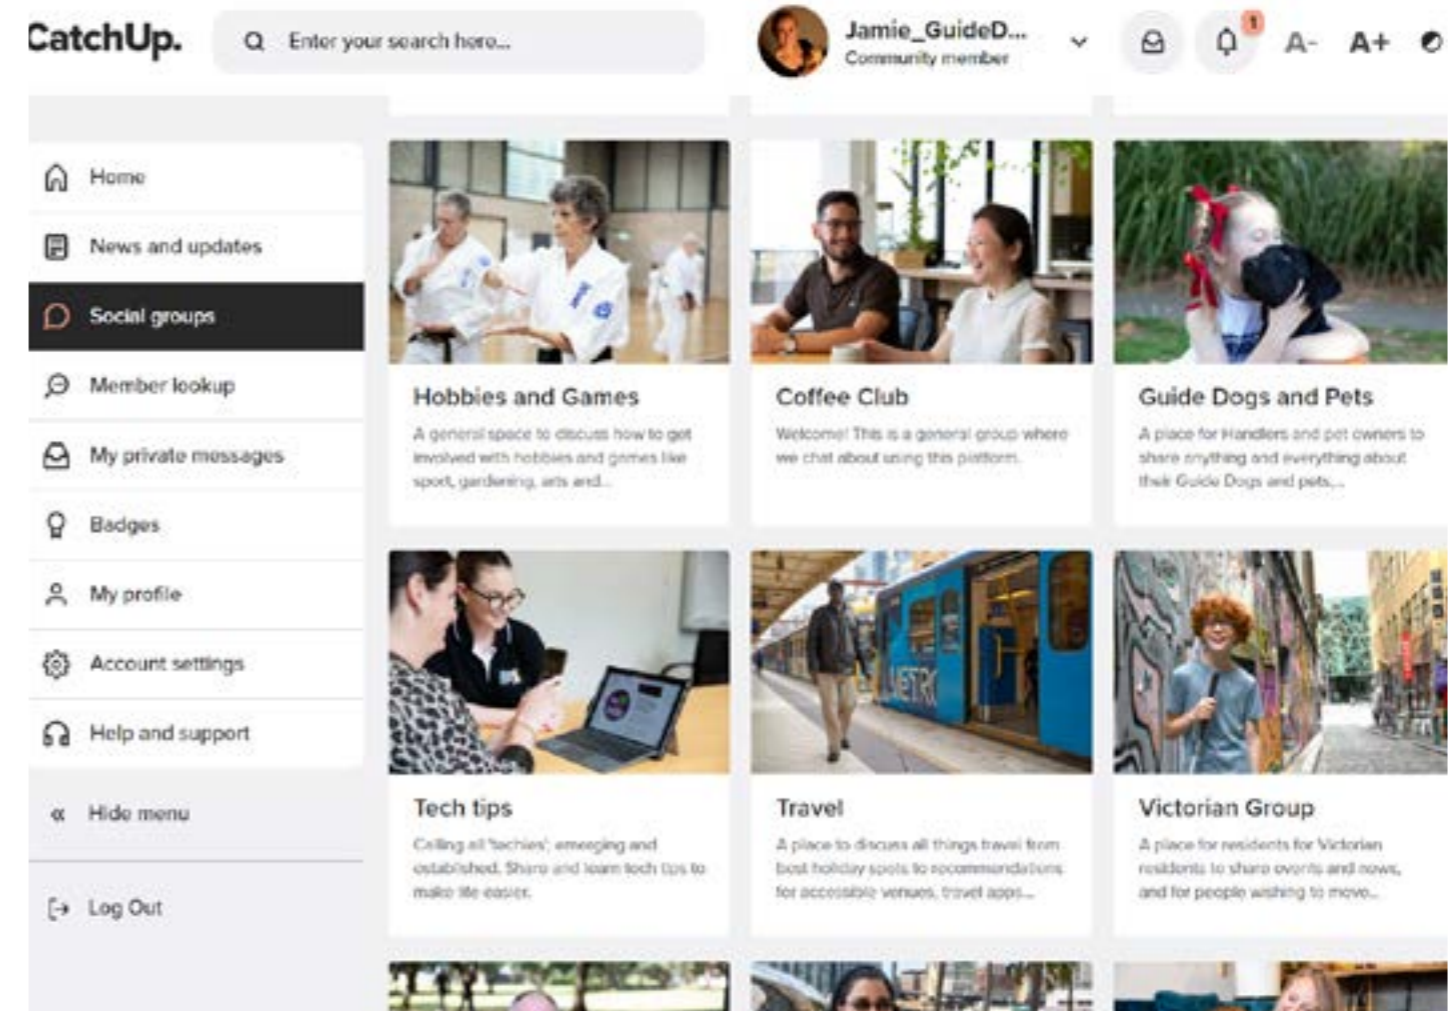 CatchUp.
Enter your search here...
Jamie_GuideD...
Community member
1
A-
A+
Home
News and updates
Social groups
Member lookup
My private messages
Badges
My profile
Account settings
Help and support
Hide menu
Log Out
Hobbies and Games
A general space to discuss how to get
involved with hobbies and games like
sport, gardening, arts and...
Coffee Club
Welcome! This is a general group where
we chat about using this platform.
Guide Dogs and Pets
A place for Handlers and pet owners to
share anything and everything about
their Guide Dogs and pets,...
Tech tips
Calling all 'techies'; emerging and
established. Share and learn tech tips to
make life easier.
METRO
Travel
A place to discuss all things travel from
best holiday spots to recommendations
for accessible venues, travel apps...
Victorian Group
A place for residents for Victorian
residents to share events and news,
and for people wishing to move...